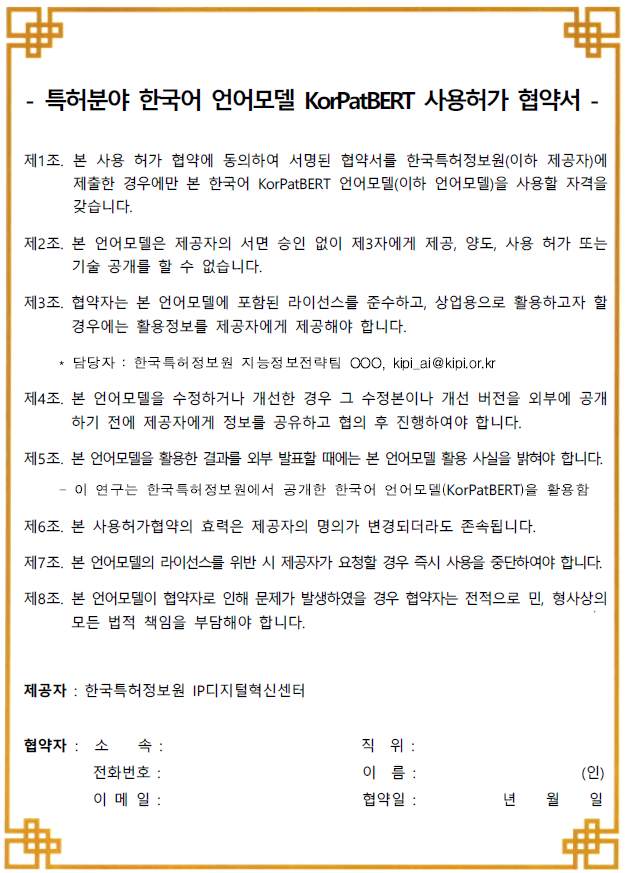 - 특허분야 한국어 언어모델 KorPatBERT 사용허가 협약서 -
제1조. 본 사용 허가 협약에 동의하여 서명된 협약서를 한국특허정보원(이하 제공자)에
제출한 경우에만 본 한국어 KorPatBERT 언어모델(이하 언어모델)을 사용할 자격을
갖습니다.
제2조. 본 언어모델은 제공자의 서면 승인 없이 제3자에게 제공, 양도, 사용 허가 또는
기술 공개를 할 수 없습니다.
제3조. 협약자는 본 언어모델에 포함된 라이선스를 준수하고, 상업용으로 활용하고자 할
경우에는 활용정보를 제공자에게 제공해야 합니다.
* 담당자 : 한국특허정보원 지능정보전략팀 OOO, kipi_ai@kipi.or.kr
제4조. 본 언어모델을 수정하거나 개선한 경우 그 수정본이나 개선 버전을 외부에 공개
하기 전에 제공자에게 정보를 공유하고 협의 후 진행하여야 합니다.
제5조. 본 언어모델을 활용한 결과를 외부 발표할 때에는 본 언어모델 활용 사실을 밝혀야 합니다.
- 이 연구는 한국특허정보원에서 공개한 한국어 언어모델(KorPatBERT)을 활용함
제6조. 본 사용허가협약의 효력은 제공자의 명의가 변경되더라도 존속됩니다.
제7조. 본 언어모델의 라이선스를 위반 시 제공자가 요청할 경우 즉시 사용을 중단하여야 합니다.
제8조. 본 언어모델이 협약자로 인해 문제가 발생하였을 경우 협약자는 전적으로 민, 형사상의
모든 법적 책임을 부담해야 합니다.
제공자 : 한국특허정보원 IP디지털혁신센터
협약자 : 소 속 : 직 위 :
전화번호 : 이 름 : (인)
이 메 일 : 협약일 : 년 월 일